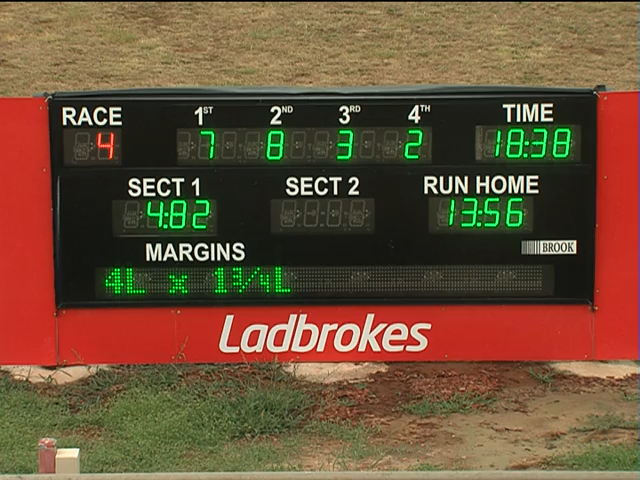 RACE 1ST 2ND 3RD 4TH TIME
4 7 8 3 2 18:38
SECT 1 SECT 2 RUN HOME
4:82 13:56
BROOK
MARGINS
4L x 1¾L
Ladbrokes